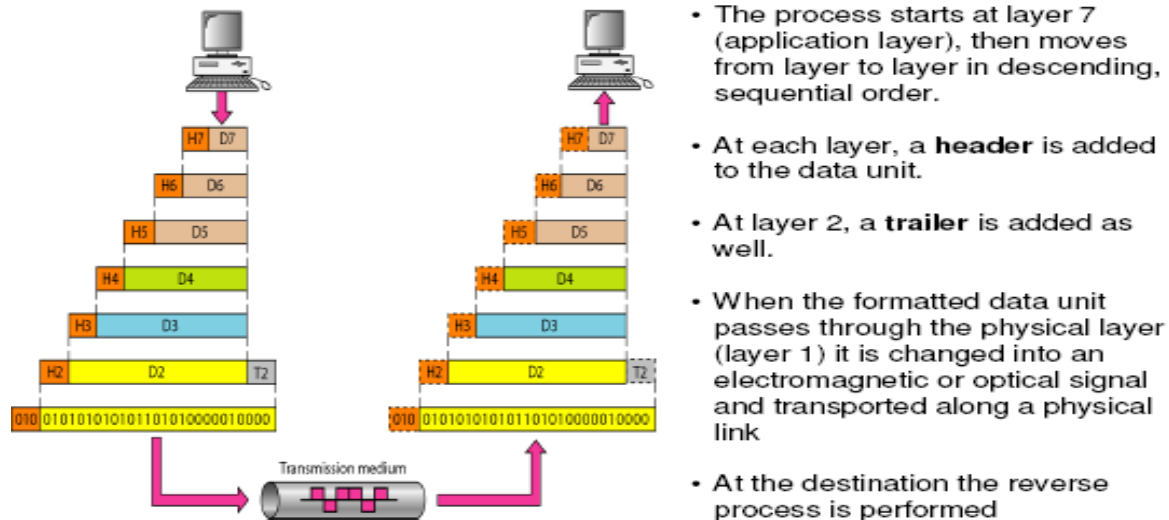 H7 D7
H6 D6
H5 D5
H4 D4
H3 D3
H2 D2 T2
010 010101010101101010000010000
Transmission medium
H7 D7
H6 D6
H5 D5
H4 D4
H3 D3
H2 D2 T2
010 010101010101101010000010000
• The process starts at layer 7
(application layer), then moves
from layer to layer in descending,
sequential order.
• At each layer, a header is added
to the data unit.
• At layer 2, a trailer is added as
well.
• When the formatted data unit
passes through the physical layer
(layer 1) it is changed into an
electromagnetic or optical signal
and transported along a physical
link
• At the destination the reverse
process is performed